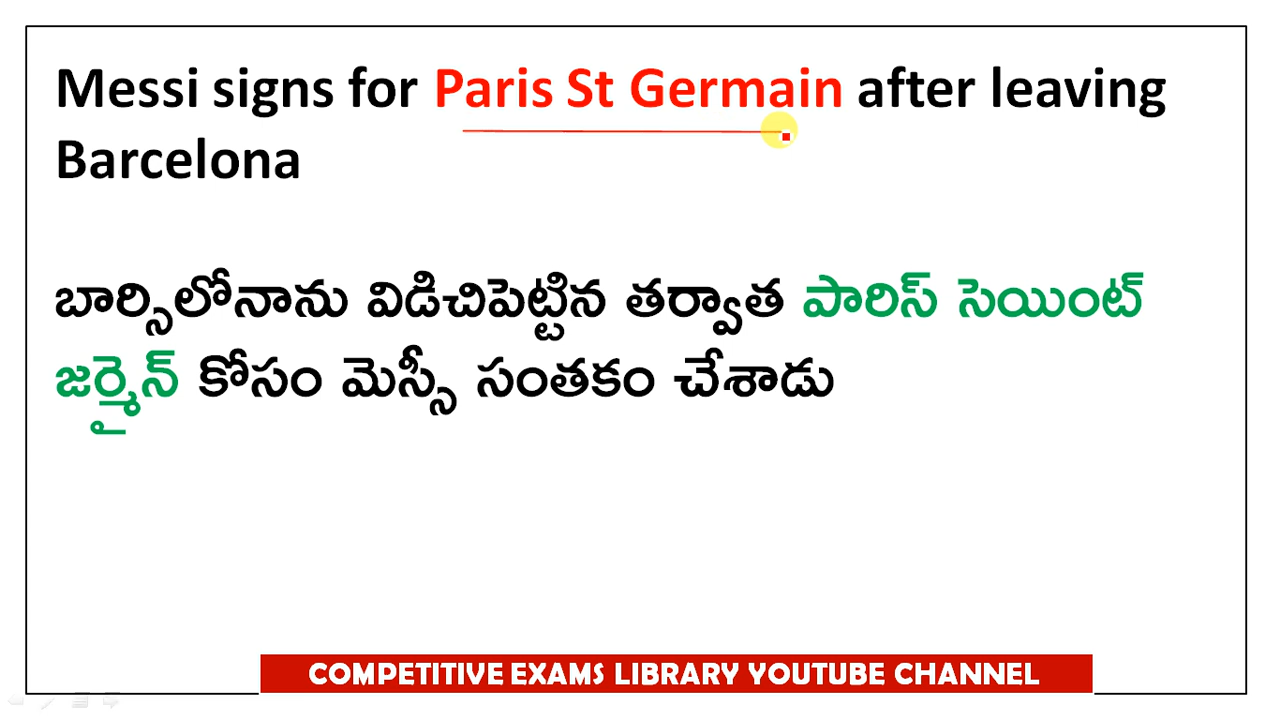 Messi signs for Paris St Germain after leaving
Barcelona
బార్సిలోనాను విడిచిపెట్టిన తర్వాత పారిస్ సెయింట్
జర్మైన్ కోసం మెస్సీ సంతకం చేశాడు
COMPETITIVE EXAMS LIBRARY YOUTUBE CHANNEL